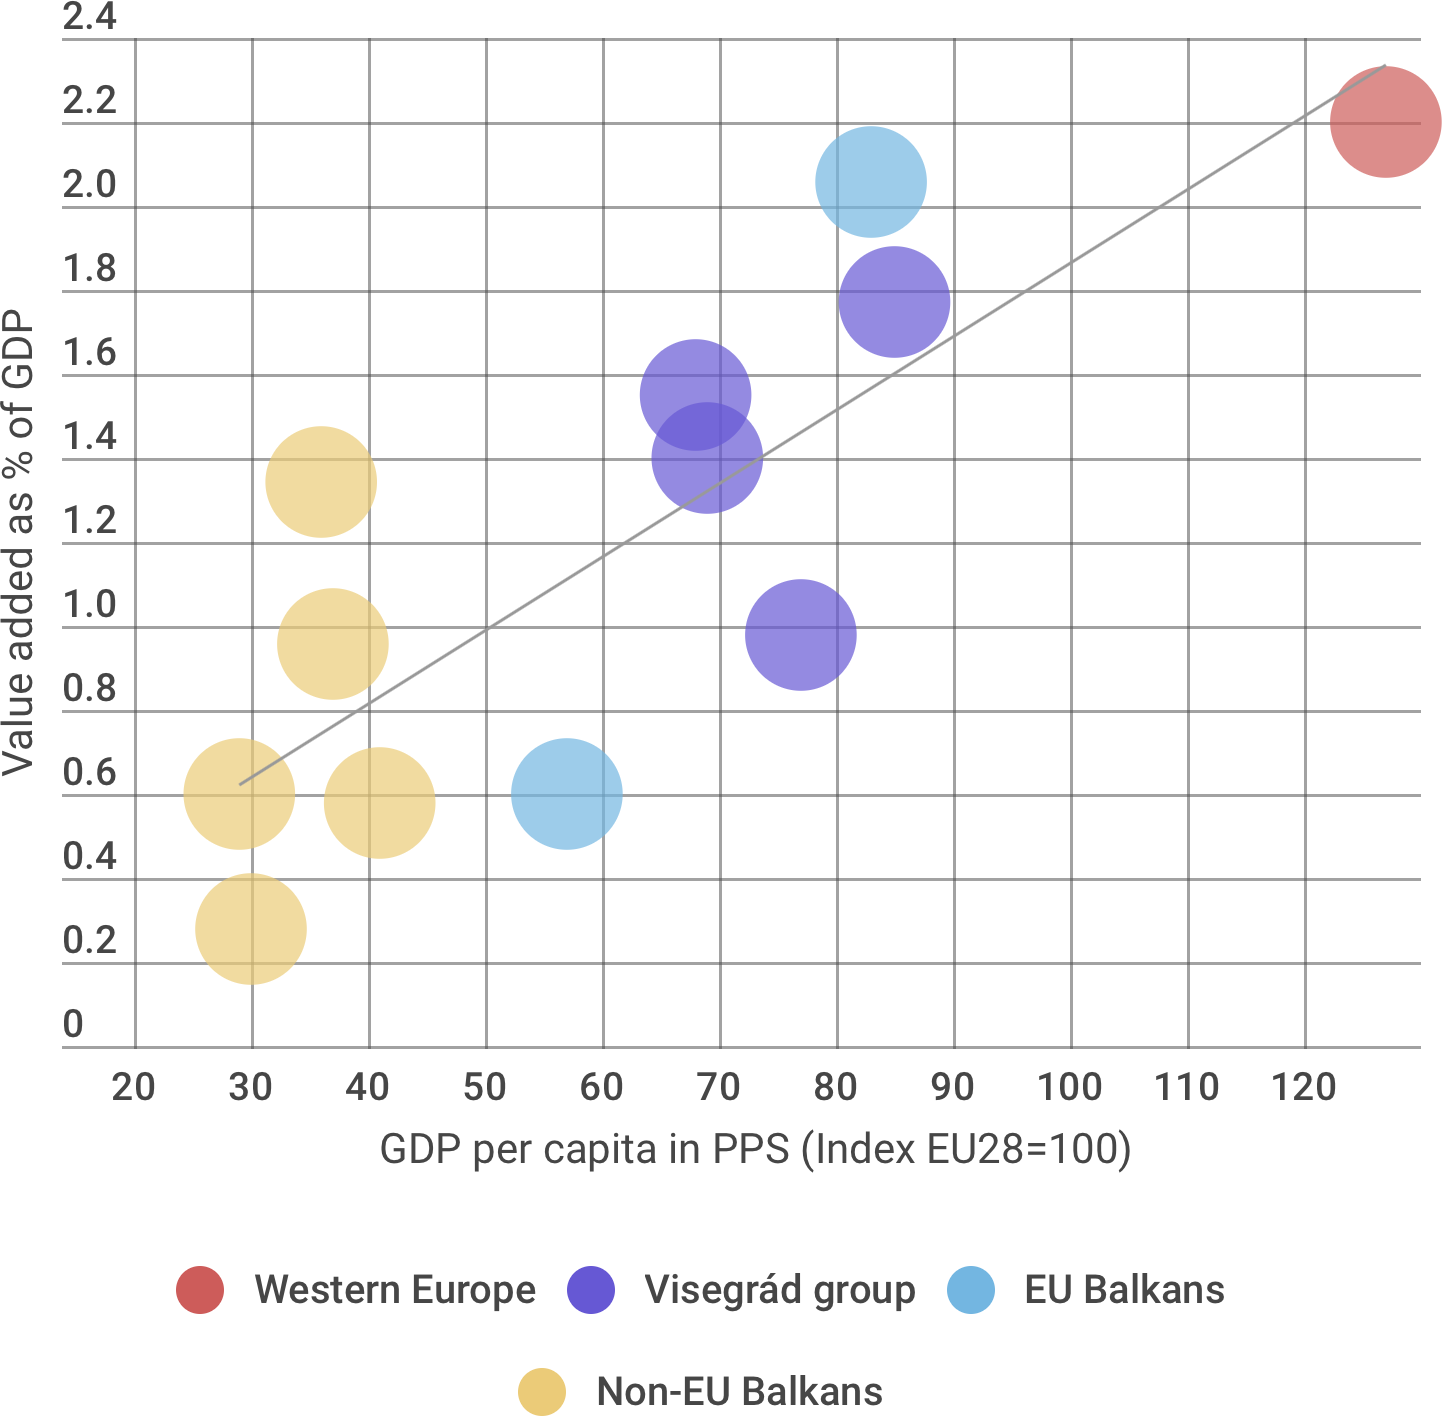 2.4
2.2
2.0
1.8
1.6
1.4
1.2
1.0
0.8
0.6
0.4
0.2
0
Value added as % of GDP
20 30 40 50 60 70 80 90 100 110 120
GDP per capita in PPS (Index EU28=100)
Western Europe Visegrád group EU Balkans
Non-EU Balkans